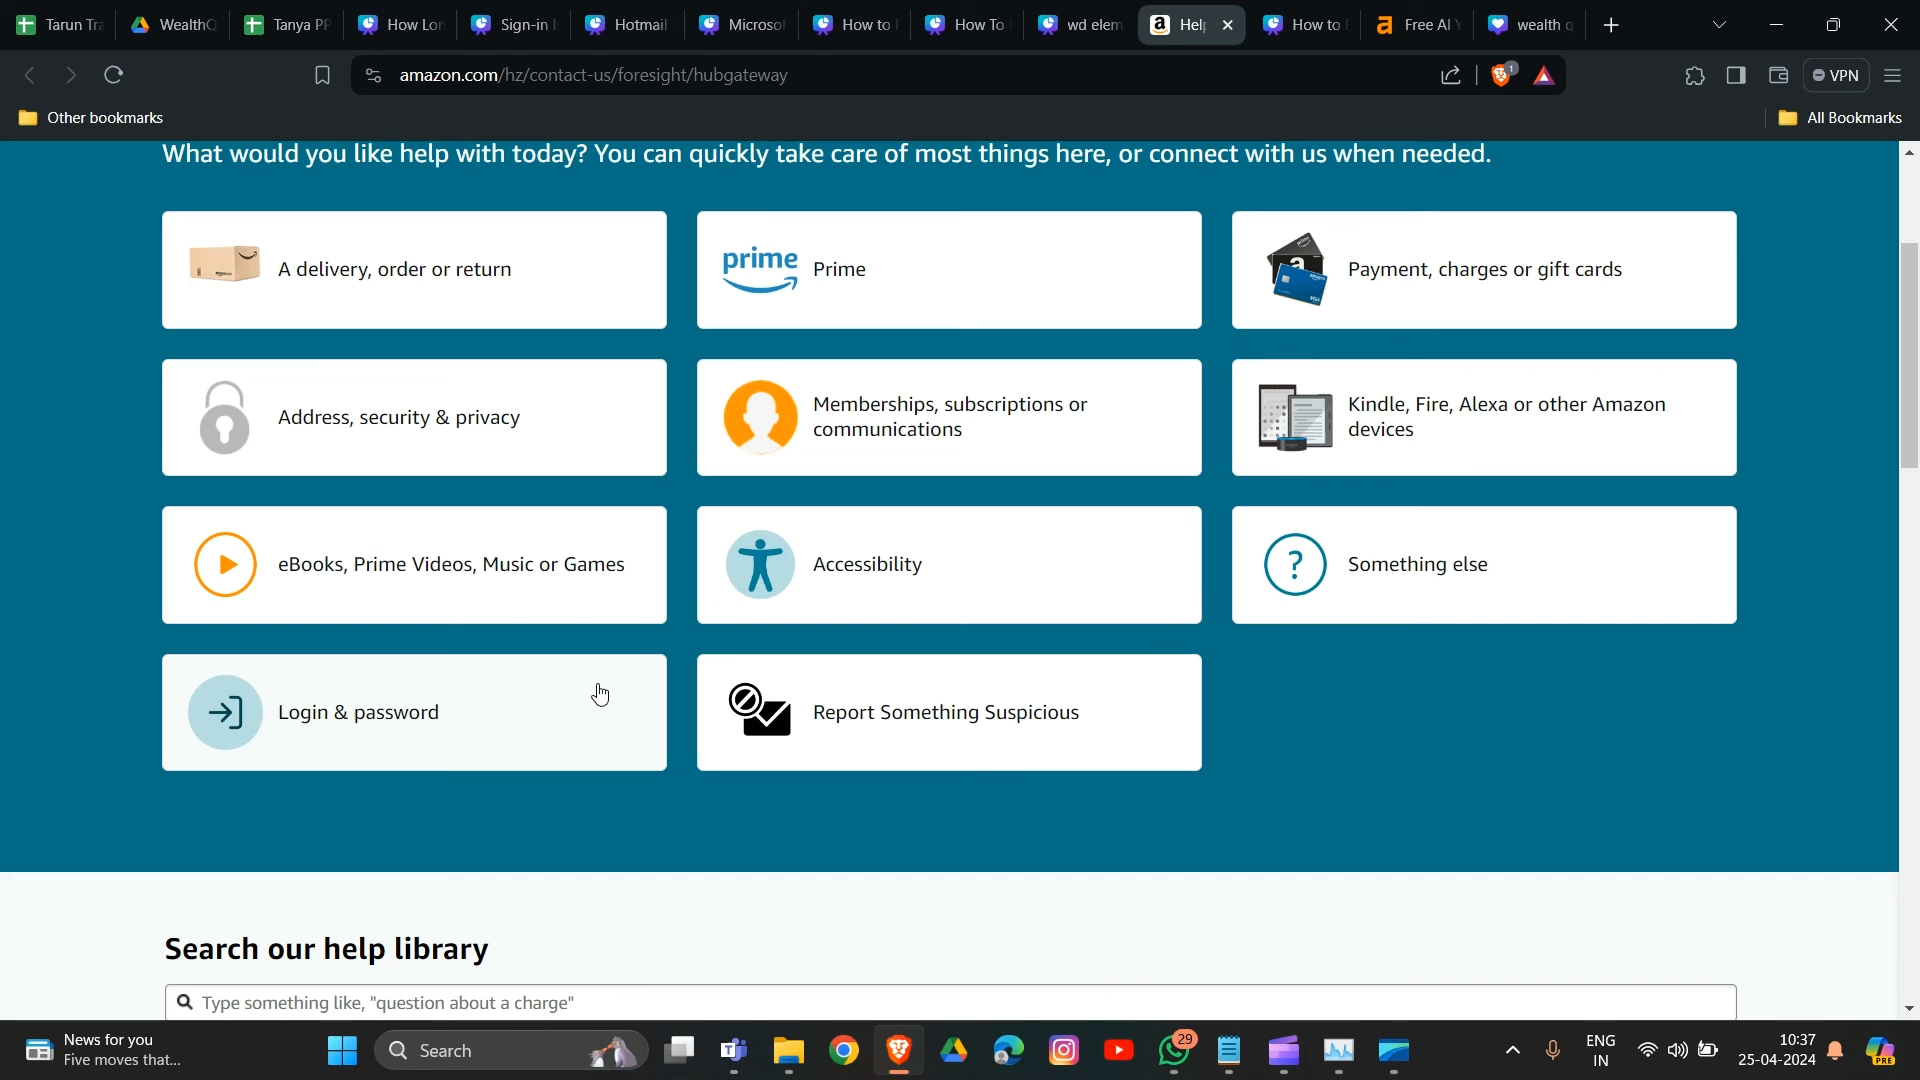 Tarun Tra
WealthQ
Tanya PP
How Lon
Sign-in
Hotmail
Microsof
How to
How To
wd elem
Help
How to
Free AI
wealth q
amazon.com/hz/contact-us/foresight/hubgateway
1
VPN
Other bookmarks
All Bookmarks
What would you like help with today? You can quickly take care of most things here, or connect with us when needed.
A delivery, order or return
prime
Prime
Payment, charges or gift cards
Address, security & privacy
Memberships, subscriptions or
communications
Kindle, Fire, Alexa or other Amazon
devices
eBooks, Prime Videos, Music or Games
Accessibility
?
Something else
Login & password
Report Something Suspicious
Search our help library
Type something like, "question about a charge"
News for you
Five moves that...
Search
29
ENG
IN
10:37
25-04-2024
PRE